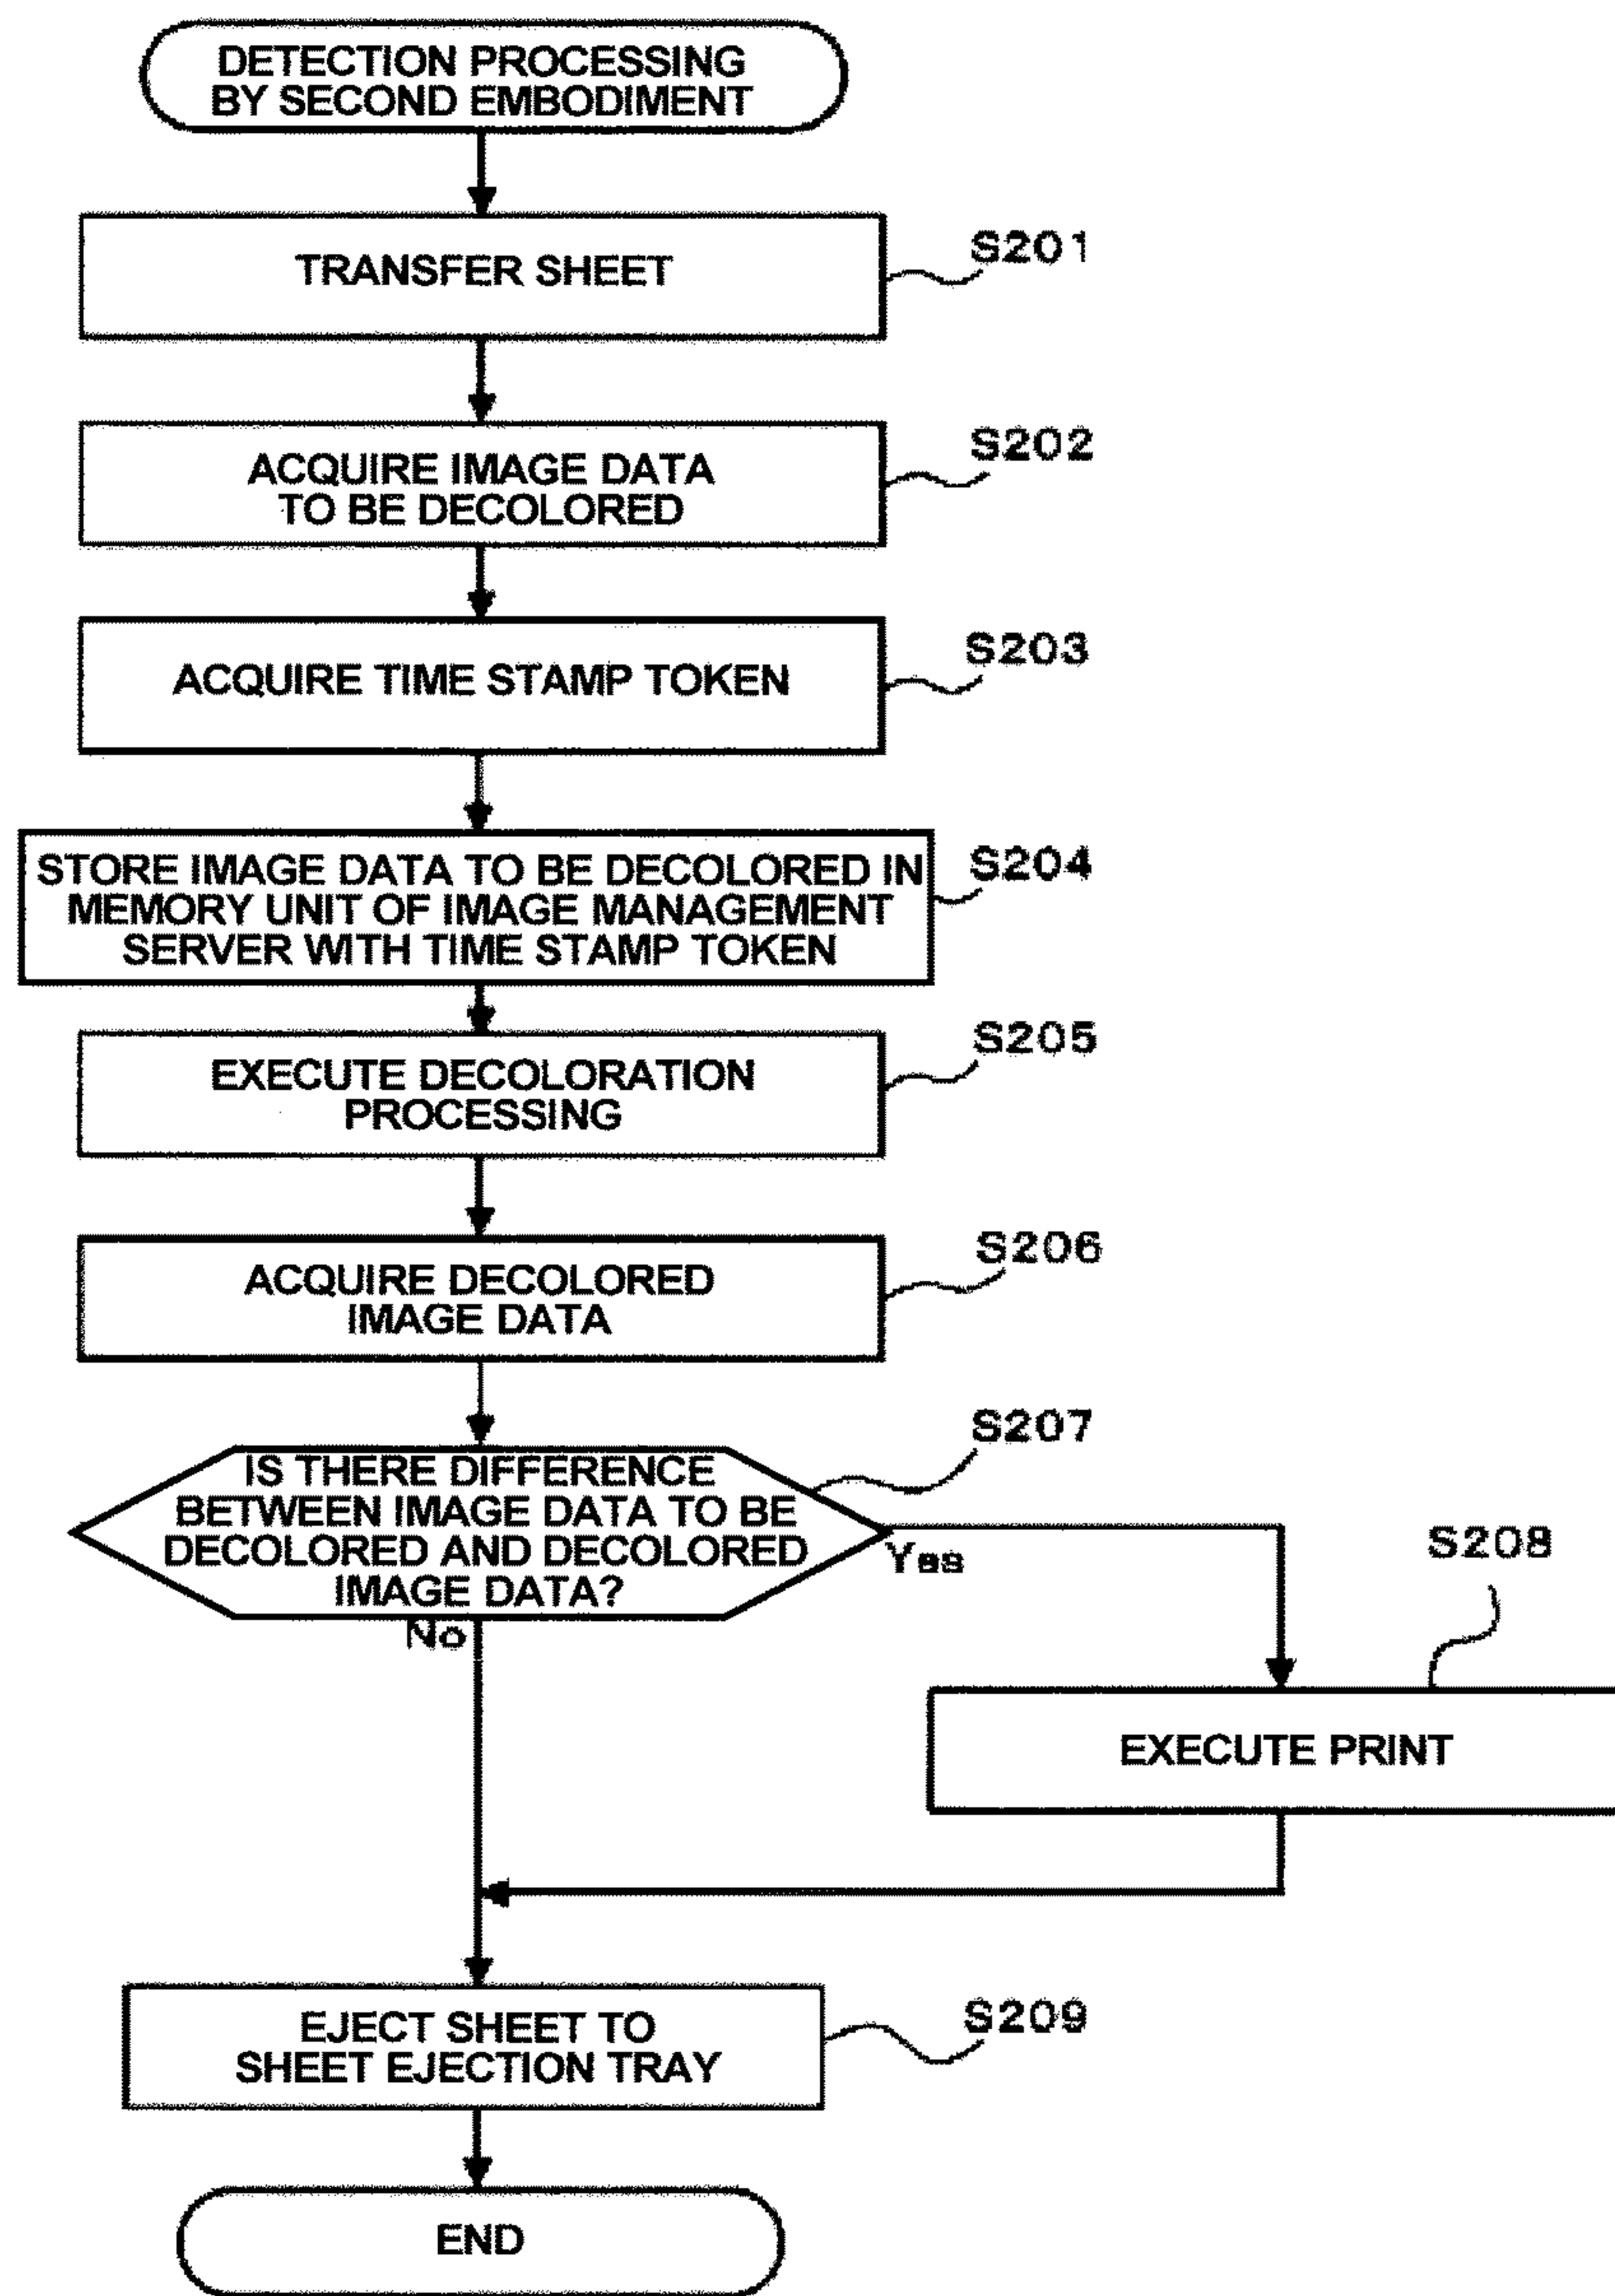 DETECTION PROCESSING
BY SECOND EMBODIMENT
TRANSFER SHEET
S201
ACQUIRE IMAGE DATA
TO BE DECOLORED
S202
ACQUIRE TIME STAMP TOKEN
S203
STORE IMAGE DATA TO BE DECOLORED IN
MEMORY UNIT OF IMAGE MANAGEMENT
SERVER WITH TIME STAMP TOKEN
S204
EXECUTE DECOLORATION
PROCESSING
S205
ACQUIRE DECOLORED
IMAGE DATA
S206
IS THERE DIFFERENCE
BETWEEN IMAGE DATA TO BE
DECOLORED AND DECOLORED
IMAGE DATA?
S207
Yes
No
S208
EXECUTE PRINT
EJECT SHEET TO
SHEET EJECTION TRAY
S209
END